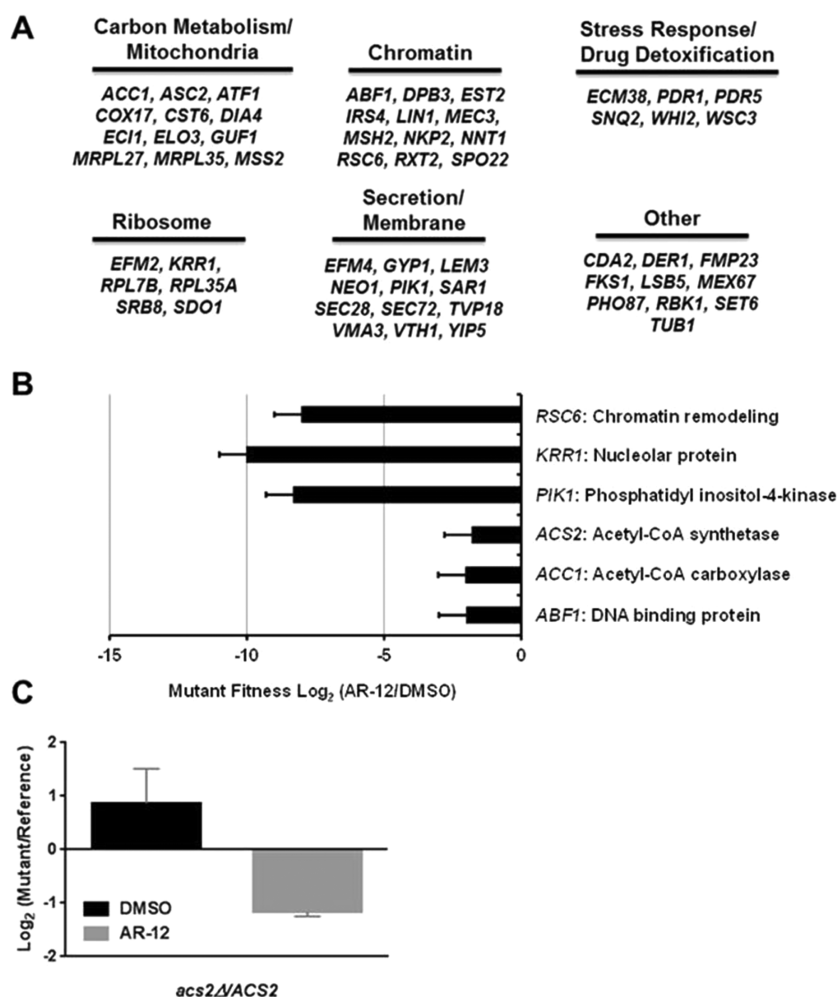 A
Carbon Metabolism/
Mitochondria
ACC1, ASC2, ATF1
COX17, CST6, DIA4
ECI1, ELO3, GUF1
MRPL27, MRPL35, MSS2
Chromatin
ABF1, DPB3, EST2
IRS4, LIN1, MEC3,
MSH2, NKP2, NNT1
RSC6, RXT2, SPO22
Stress Response/
Drug Detoxification
ECM38, PDR1, PDR5
SNQ2, WHI2, WSC3
Ribosome
EFM2, KRR1,
RPL7B, RPL35A
SRB8, SDO1
Secretion/
Membrane
EFM4, GYP1, LEM3
NEO1, PIK1, SAR1
SEC28, SEC72, TVP18
VMA3, VTH1, YIP5
Other
CDA2, DER1, FMP23
FKS1, LSB5, MEX67
PHO87, RBK1, SET6
TUB1
B
RSC6: Chromatin remodeling
KRR1: Nucleolar protein
PIK1: Phosphatidyl inositol-4-kinase
ACS2: Acetyl-CoA synthetase
ACC1: Acetyl-CoA carboxylase
ABF1: DNA binding protein
-15 -10 -5 0
Mutant Fitness Log₂ (AR-12/DMSO)
C
Log₂ (Mutant/Reference)
2
1
0
-1
-2
DMSO
AR-12
acs2Δ/ACS2